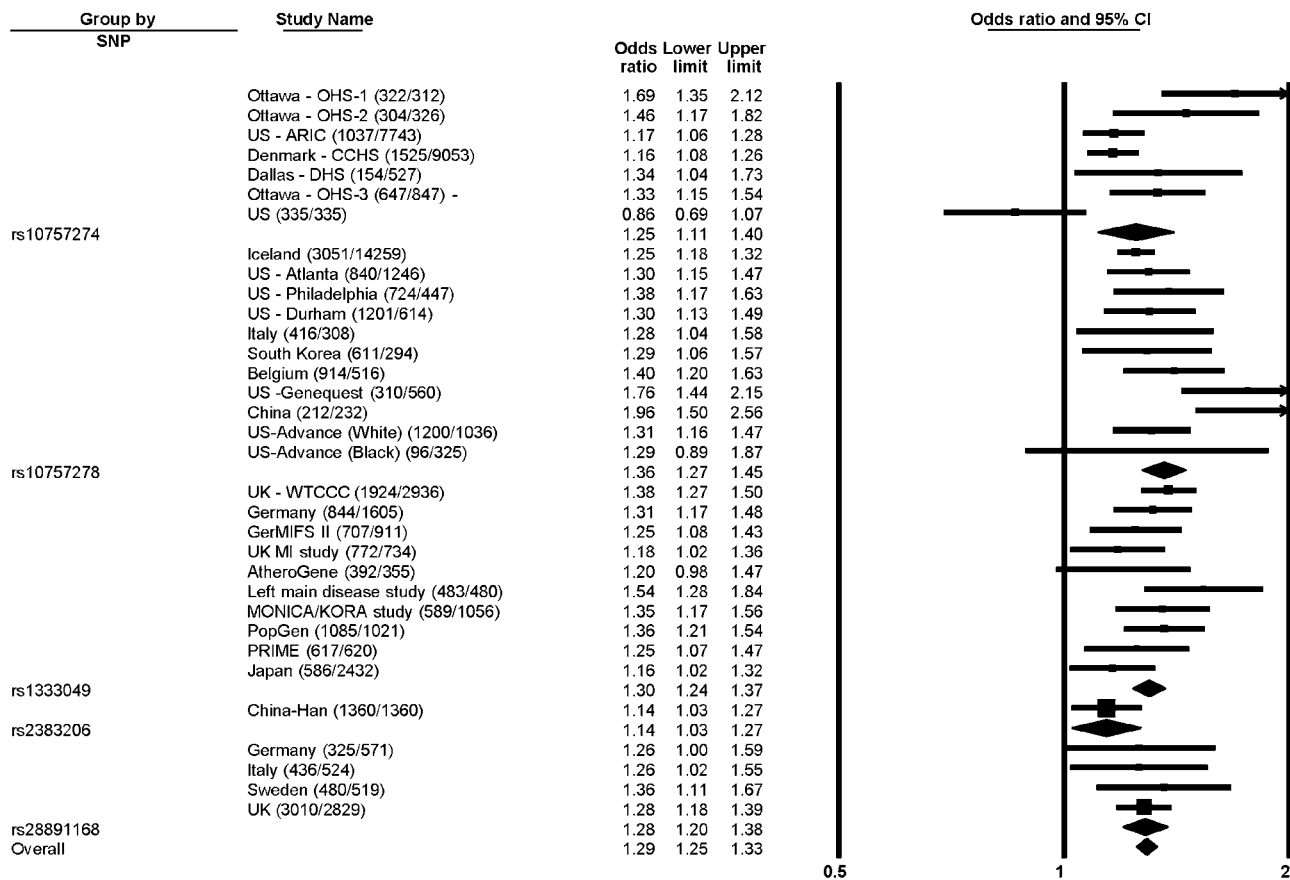 Group by Study Name Odds ratio and 95% CI
SNP
Odds Lower Upper
ratio limit limit
Ottawa - OHS-1 (322/312) 1.69 1.35 2.12
Ottawa - OHS-2 (304/326) 1.46 1.17 1.82
US - ARIC (1037/7743) 1.17 1.06 1.28
Denmark - CCHS (1525/9053) 1.16 1.08 1.26
Dallas - DHS (154/527) 1.34 1.04 1.73
Ottawa - OHS-3 (647/847) - 1.33 1.15 1.54
US (335/335) 0.86 0.69 1.07
rs10757274 1.25 1.11 1.40
Iceland (3051/14259) 1.25 1.18 1.32
US - Atlanta (840/1246) 1.30 1.15 1.47
US - Philadelphia (724/447) 1.38 1.17 1.63
US - Durham (1201/614) 1.30 1.13 1.49
Italy (416/308) 1.28 1.04 1.58
South Korea (611/294) 1.29 1.06 1.57
Belgium (914/516) 1.40 1.20 1.63
US -Genequest (310/560) 1.76 1.44 2.15
China (212/232) 1.96 1.50 2.56
US-Advance (White) (1200/1036) 1.31 1.16 1.47
US-Advance (Black) (96/325) 1.29 0.89 1.87
rs10757278 1.36 1.27 1.45
UK - WTCCC (1924/2936) 1.38 1.27 1.50
Germany (844/1605) 1.31 1.17 1.48
GerMIFS II (707/911) 1.25 1.08 1.43
UK MI study (772/734) 1.18 1.02 1.36
AtheroGene (392/355) 1.20 0.98 1.47
Left main disease study (483/480) 1.54 1.28 1.84
MONICA/KORA study (589/1056) 1.35 1.17 1.56
PopGen (1085/1021) 1.36 1.21 1.54
PRIME (617/620) 1.25 1.07 1.47
Japan (586/2432) 1.16 1.02 1.32
rs1333049 1.30 1.24 1.37
China-Han (1360/1360) 1.14 1.03 1.27
rs2383206 1.14 1.03 1.27
Germany (325/571) 1.26 1.00 1.59
Italy (436/524) 1.26 1.02 1.55
Sweden (480/519) 1.36 1.11 1.67
UK (3010/2829) 1.28 1.18 1.39
rs28891168 1.28 1.20 1.38
Overall 1.29 1.25 1.33
0.5 1 2